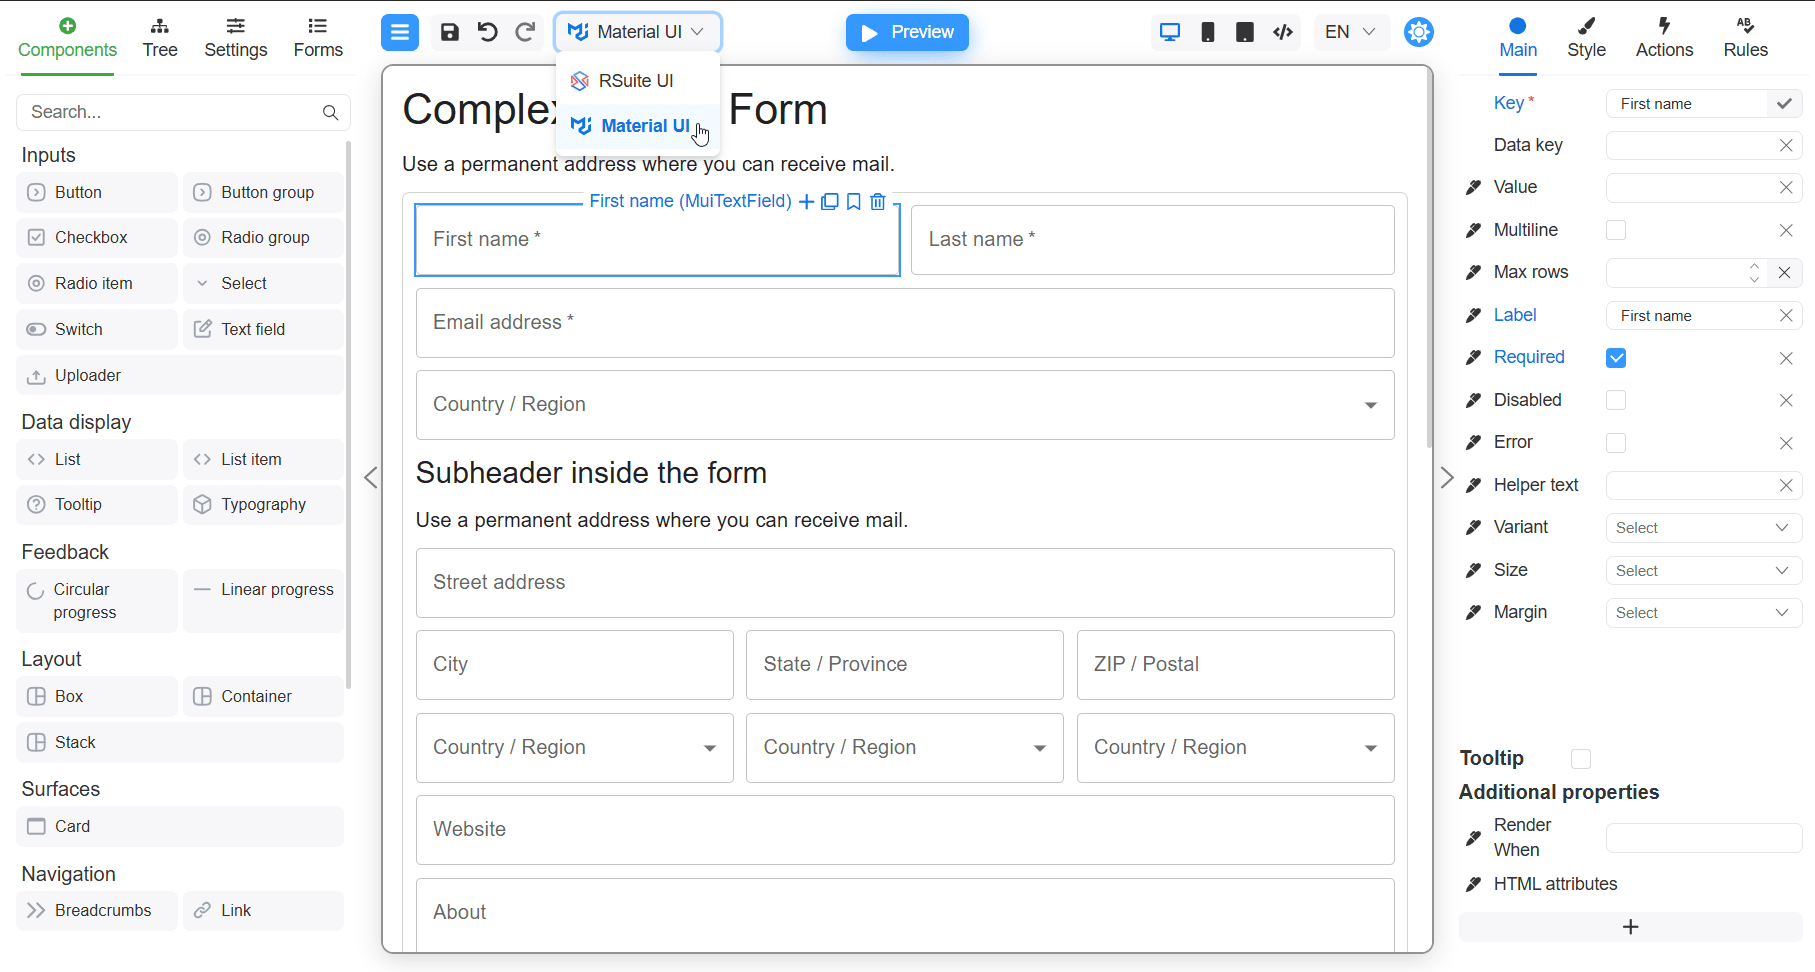 Components
Tree
Settings
Forms
Material UI
Preview
EN
Main
Style
Actions
Rules
RSuite UI
Material UI
Search...
Inputs
Button
Button group
Checkbox
Radio group
Radio item
Select
Switch
Text field
Uploader
Data display
List
List item
Tooltip
Typography
Feedback
Circular
progress
Linear progress
Layout
Box
Container
Stack
Surfaces
Card
Navigation
Breadcrumbs
Link
Form
Use a permanent address where you can receive mail.
First name (MuiTextField)
First name *
Last name *
Email address *
Country / Region
Subheader inside the form
Use a permanent address where you can receive mail.
Street address
City
State / Province
ZIP / Postal
Country / Region
Country / Region
Country / Region
Website
About
Key *
First name
Data key
Value
Multiline
Max rows
Label
First name
Required
Disabled
Error
Helper text
Variant
Select
Size
Select
Margin
Select
Tooltip
Additional properties
Render
When
HTML attributes